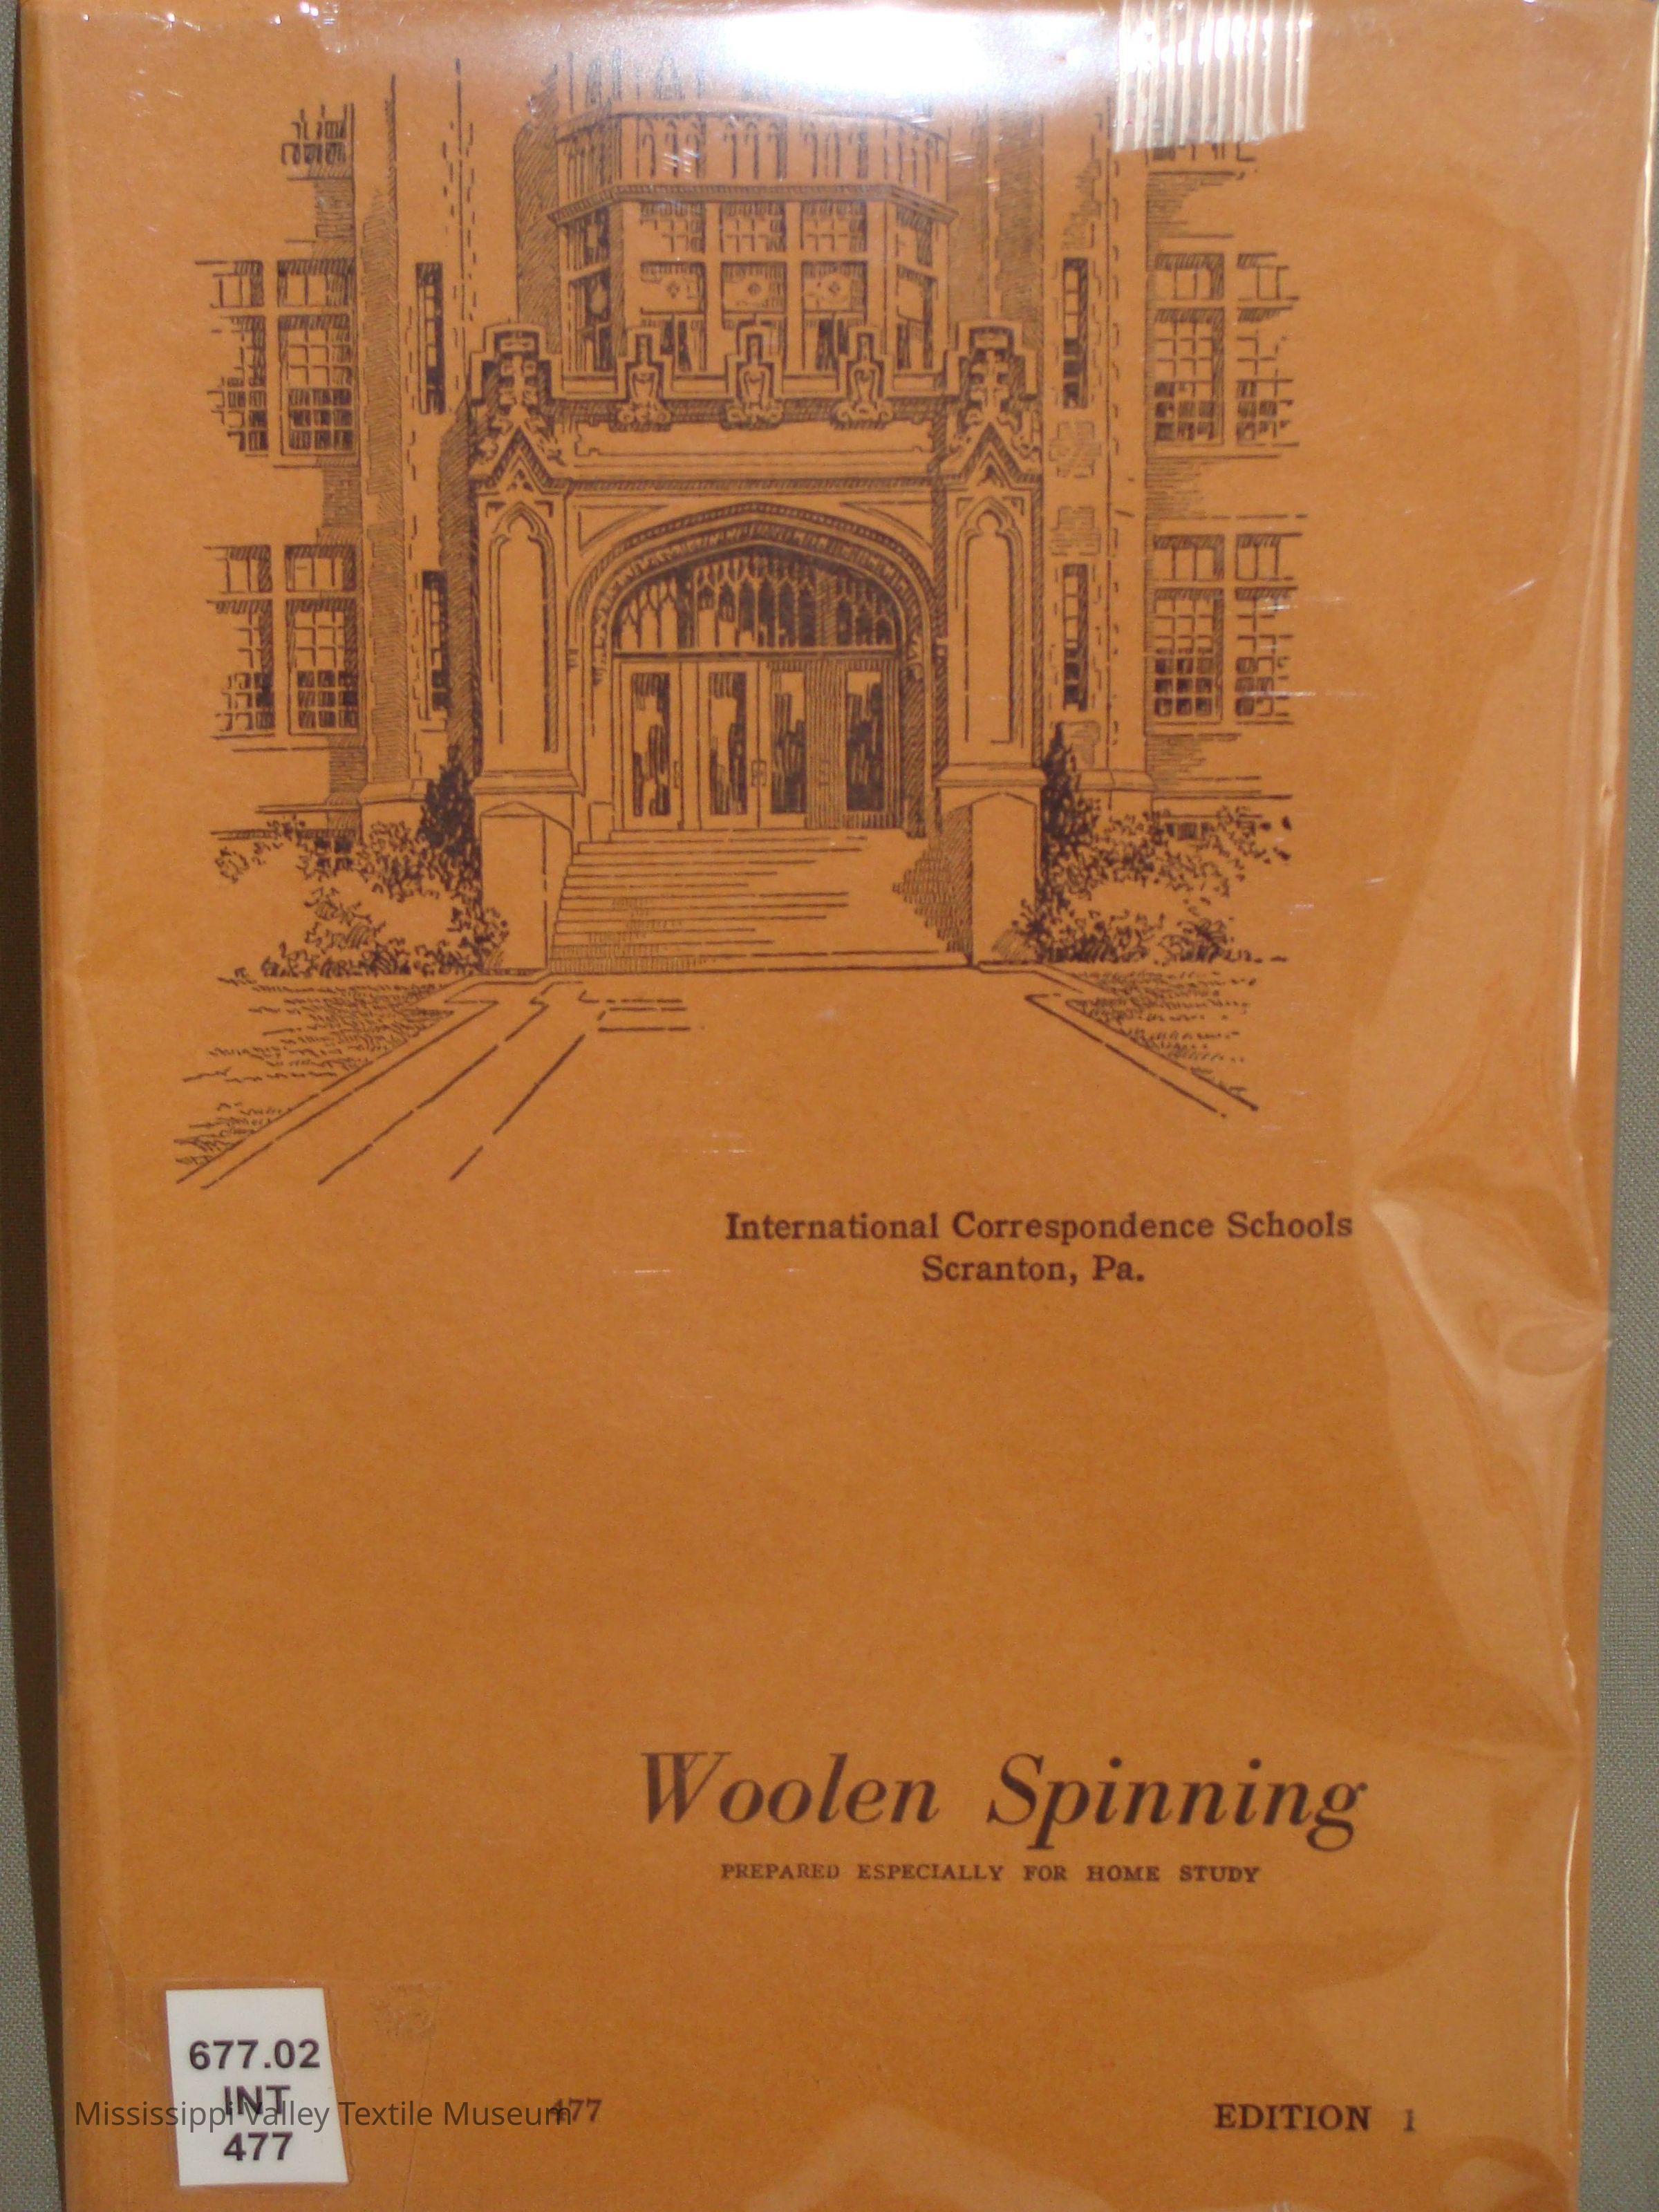 International Correspondence Schools
Scranton, Pa.
Woolen Spinning
PREPARED ESPECIALLY FOR HOME STUDY
677.02
INT
477
Mississippi Valley Textile Museum
477
EDITION 1